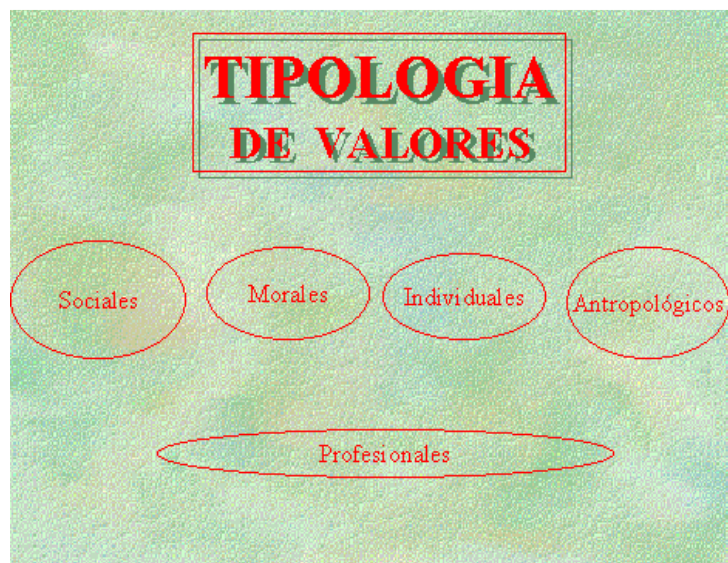 TIPOLOGIA
DE VALORES
Sociales
Morales
Individuales
Antropológicos
Profesionales